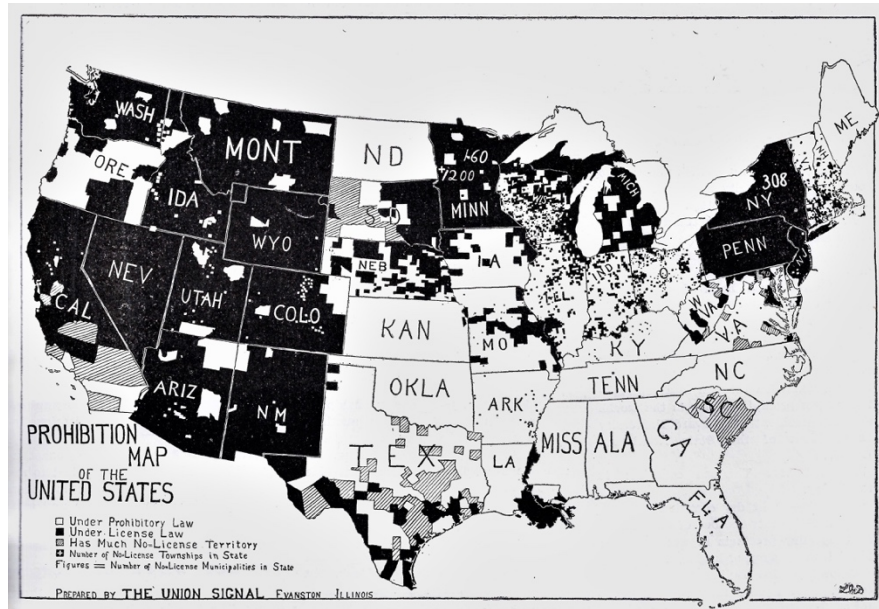 WASH
MONT
ORE
IDA
WYO
ND
SD
160
+1200
MINN
WIS
MICH
ME
VT
NH
308
NY
PENN
NJ
NEV
CAL
UTAH
COLO
NEB
IA
ILL
IND
O
W VA
VA
KAN
MO
KY
ARIZ
NM
OKLA
ARK
TENN
NC
SC
TEX
LA
MISS
ALA
GA
FLA
PROHIBITION
MAP
OF THE
UNITED STATES
Under Prohibitory Law
Under License Law
Has Much No-License Territory
Number of No-License Townships in State
Figures = Number of No-License Municipalities in State
PREPARED BY THE UNION SIGNAL EVANSTON ILLINOIS